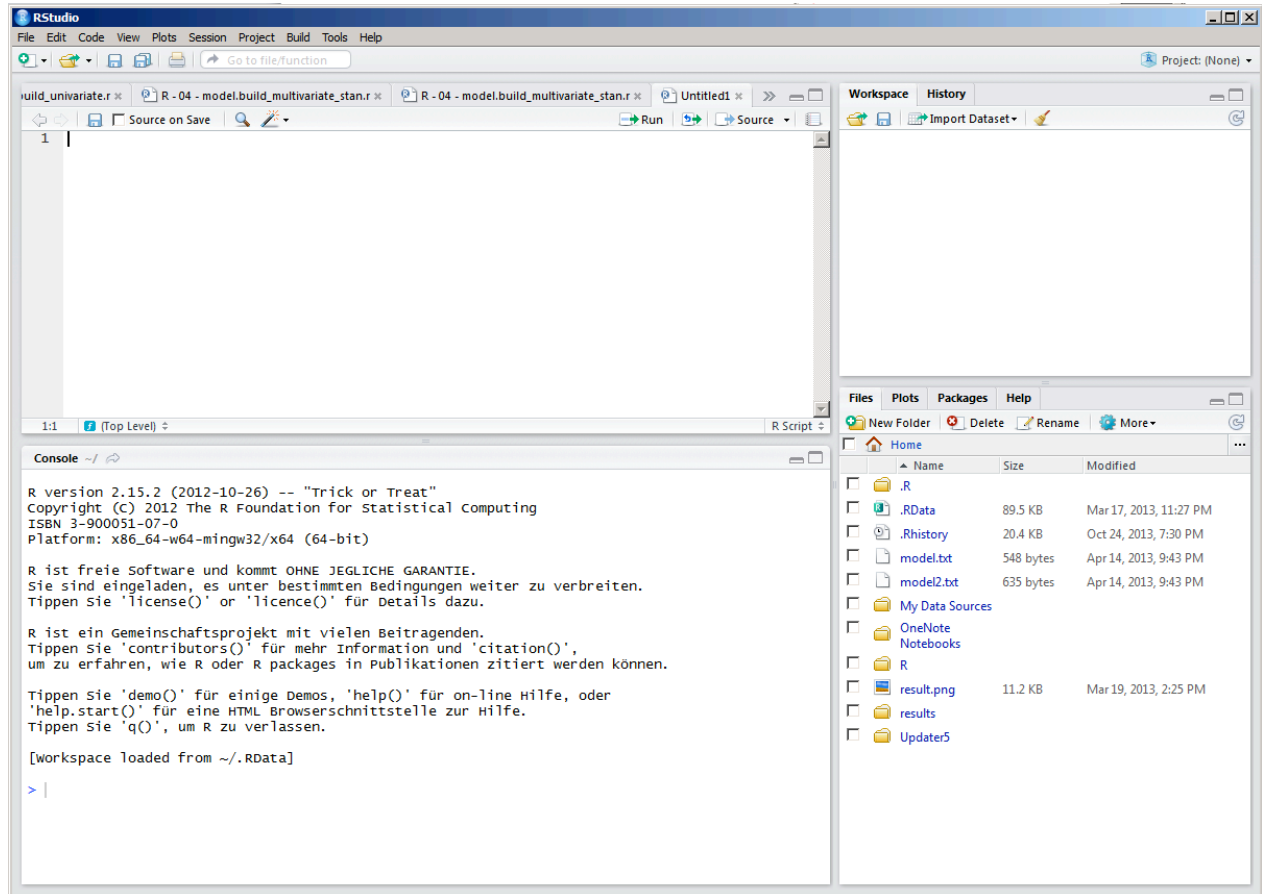 RStudio
File Edit Code View Plots Session Project Build Tools Help
Go to file/function
Project: (None)
uild_univariate.r
R - 04 - model.build_multivariate_stan.r
R - 04 - model.build_multivariate_stan.r
Untitled1
Source on Save
Run
Source
1
1:1
(Top Level)
R Script
Console ~/
R version 2.15.2 (2012-10-26) -- "Trick or Treat"
Copyright (C) 2012 The R Foundation for Statistical Computing
ISBN 3-900051-07-0
Platform: x86_64-w64-mingw32/x64 (64-bit)
R ist freie Software und kommt OHNE JEGLICHE GARANTIE.
Sie sind eingeladen, es unter bestimmten Bedingungen weiter zu verbreiten.
Tippen Sie 'license()' or 'licence()' für Details dazu.
R ist ein Gemeinschaftsprojekt mit vielen Beitragenden.
Tippen Sie 'contributors()' für mehr Information und 'citation()',
um zu erfahren, wie R oder R packages in Publikationen zitiert werden können.
Tippen Sie 'demo()' für einige Demos, 'help()' für on-line Hilfe, oder
'help.start()' für eine HTML Browserschnittstelle zur Hilfe.
Tippen Sie 'q()', um R zu verlassen.
[Workspace loaded from ~/.RData]
>
Workspace History
Import Dataset
Files Plots Packages Help
New Folder Delete Rename More
Home ...
Name Size Modified
.R
.RData 89.5 KB Mar 17, 2013, 11:27 PM
.Rhistory 20.4 KB Oct 24, 2013, 7:30 PM
model.txt 548 bytes Apr 14, 2013, 9:43 PM
model2.txt 635 bytes Apr 14, 2013, 9:43 PM
My Data Sources
OneNote
Notebooks
R
result.png 11.2 KB Mar 19, 2013, 2:25 PM
results
Updater5